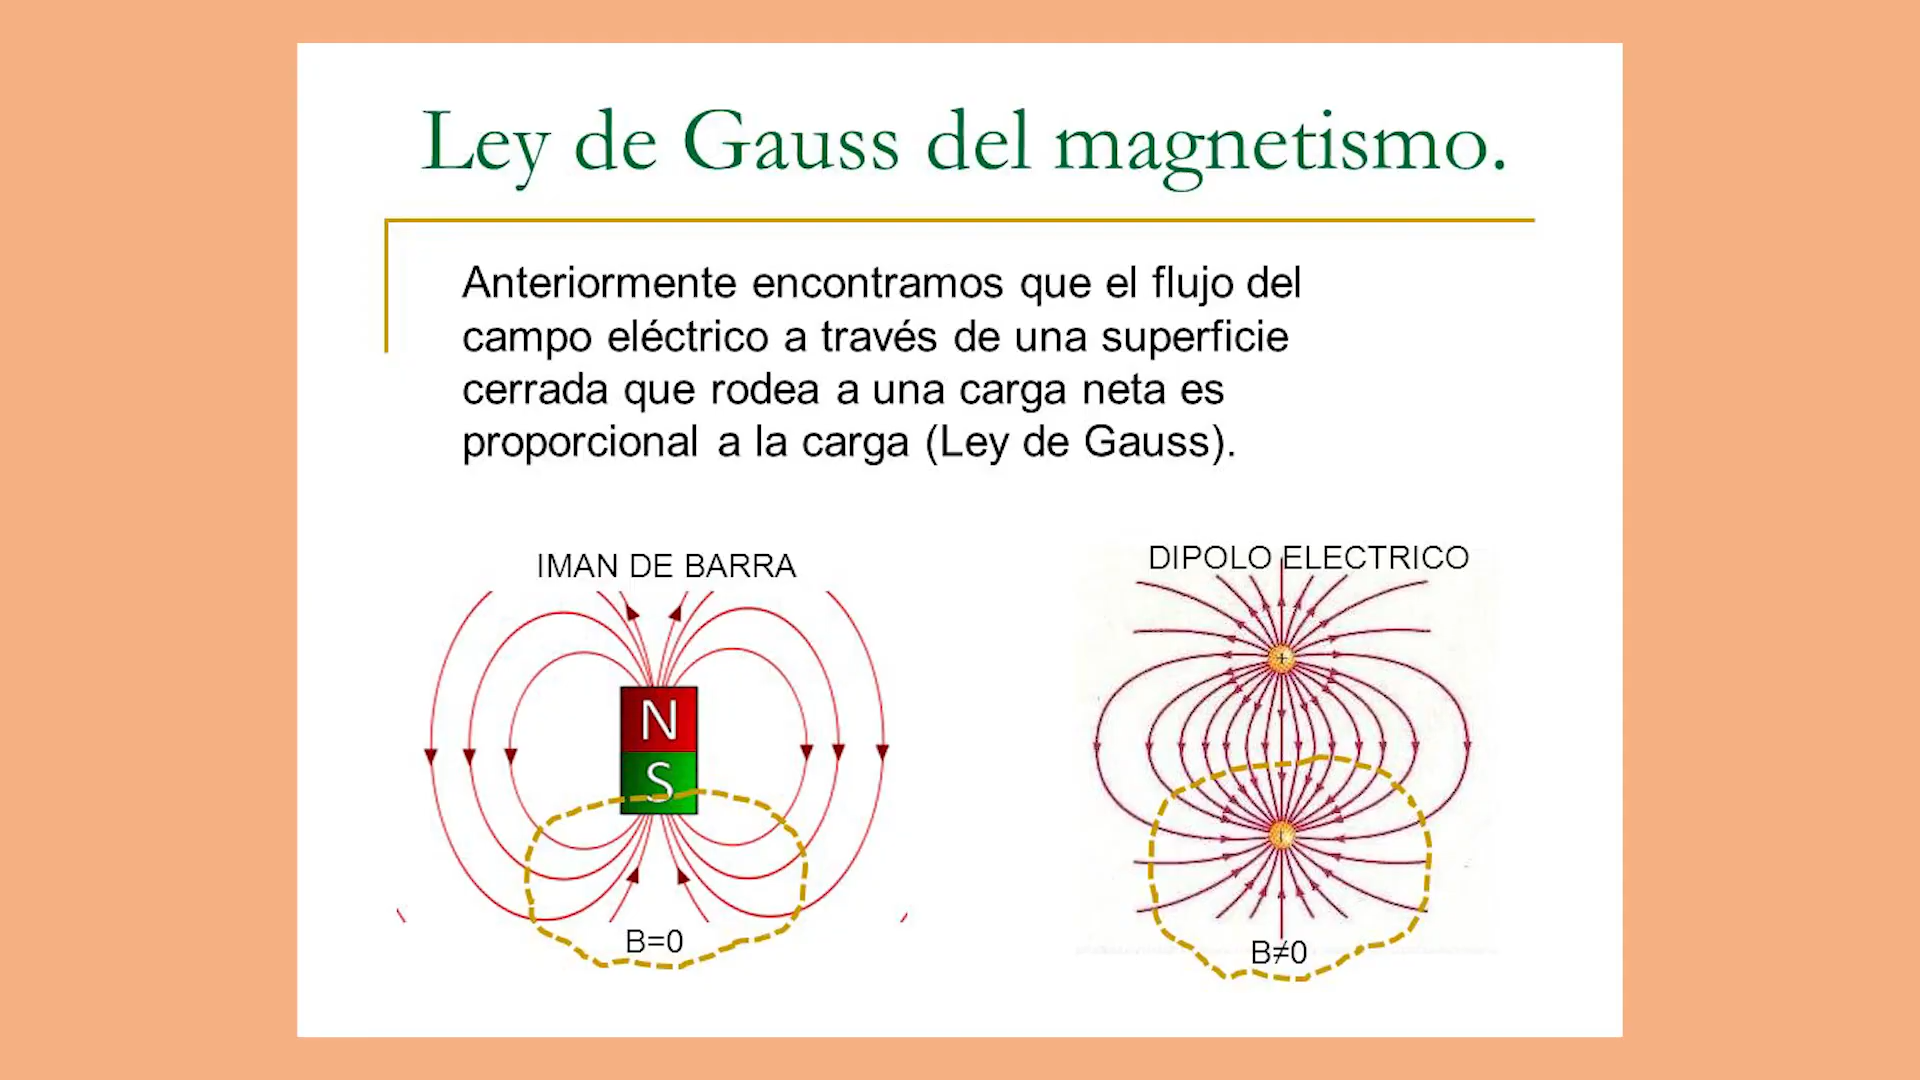 Ley de Gauss del magnetismo.
Anteriormente encontramos que el flujo del
campo eléctrico a través de una superficie
cerrada que rodea a una carga neta es
proporcional a la carga (Ley de Gauss).
IMAN DE BARRA
DIPOLO ELECTRICO
N
S
+
B=0
B≠0